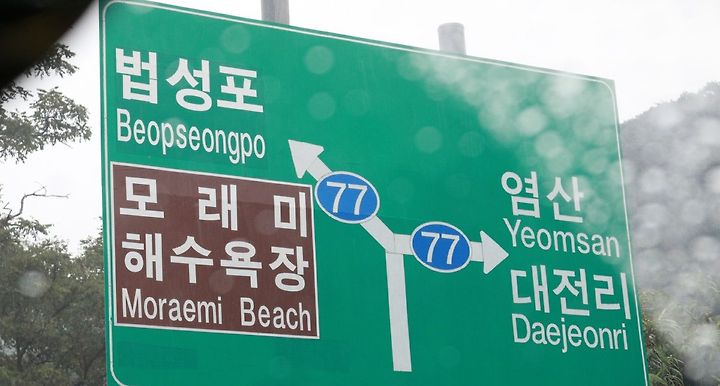 법성포
Beopseongpo
모래미
해수욕장
Moraemi Beach
77
77
염산
Yeomsan
대전리
Daejeonri